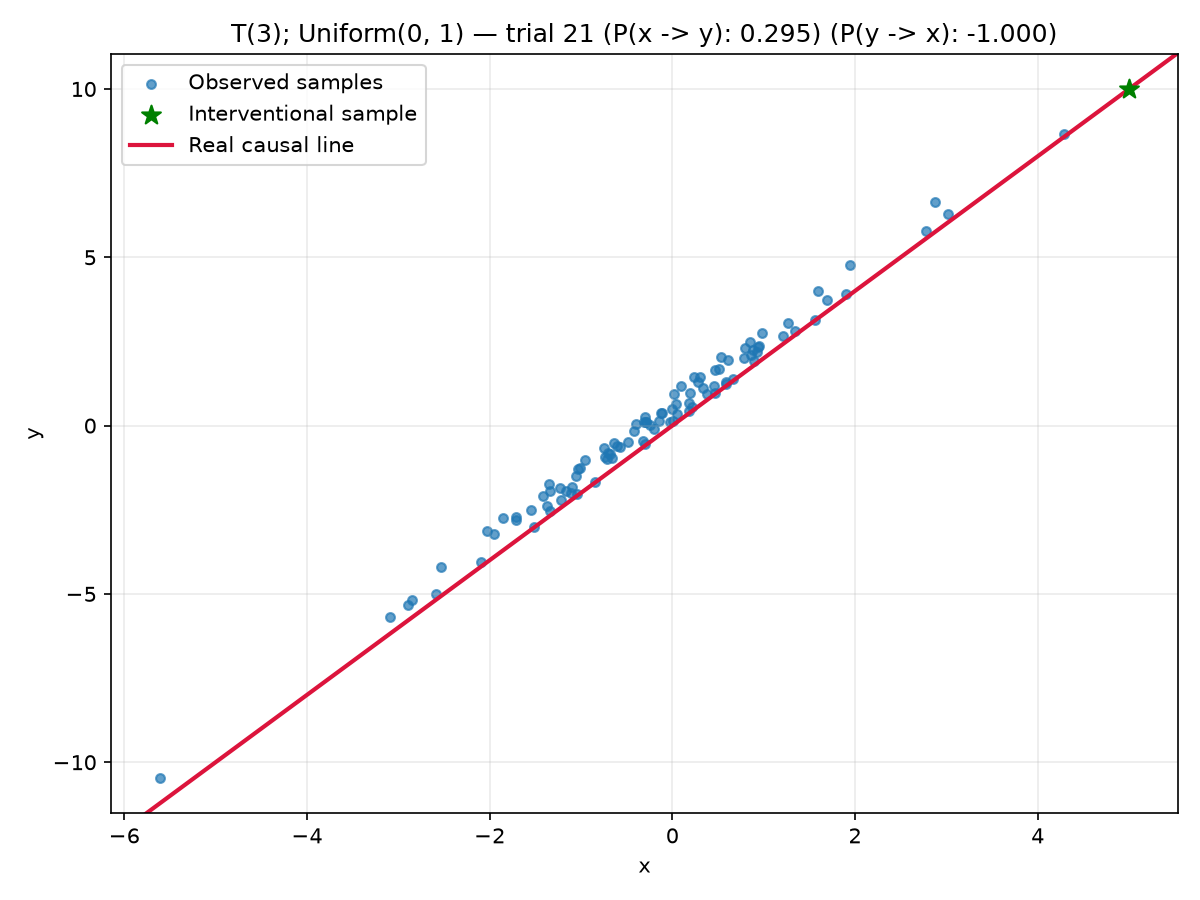 T(3); Uniform(0, 1) — trial 21 (P(x -> y): 0.295) (P(y -> x): -1.000)
Observed samples
Interventional sample
Real causal line
10
5
0
−5
−10
y
−6
−4
−2
0
2
4
x